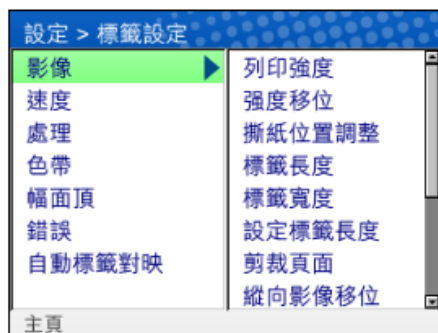 設定 > 標籤設定
影像
速度
處理
色帶
幅面頂
錯誤
自動標籤對映
列印強度
强度移位
撕紙位置調整
標籤長度
標籤寬度
設定標籤長度
剪裁頁面
縱向影像移位
主頁